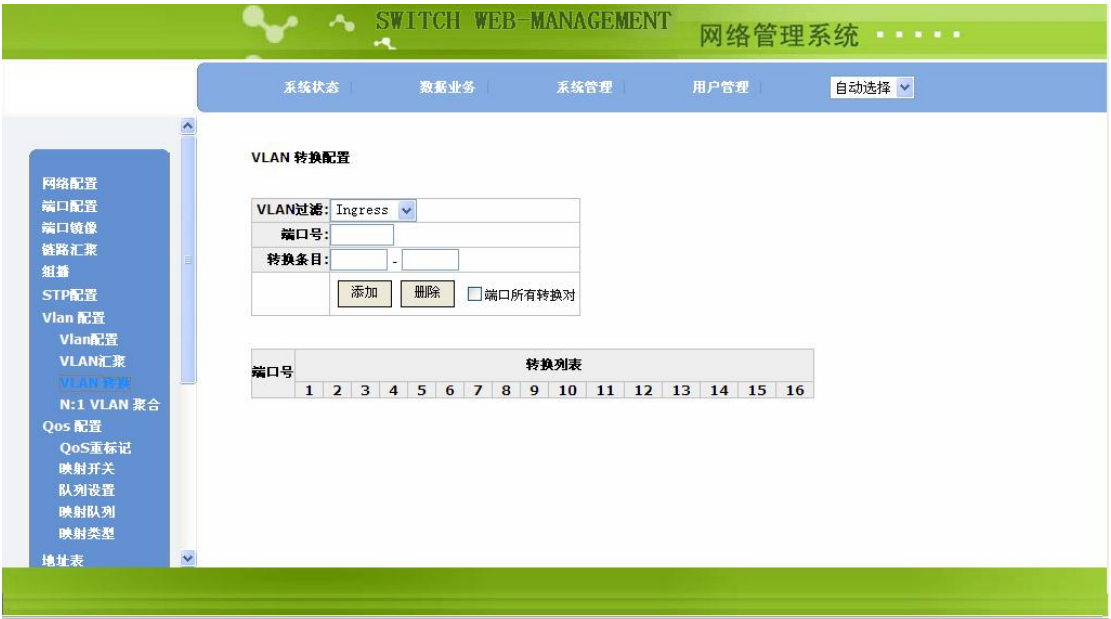 SWITCH WEB-MANAGEMENT 网络管理系统
系统状态 数据业务 系统管理 用户管理 自动选择
网络配置
端口配置
端口镜像
链路汇聚
组播
STP配置
Vlan 配置
Vlan配置
VLAN汇聚
VLAN 转换
N:1 VLAN 聚合
Qos 配置
QoS重标记
映射开关
队列设置
映射队列
映射类型
地址表
VLAN 转换配置
VLAN过滤: Ingress
端口号:
转换条目: -
添加 删除 端口所有转换对
端口号 转换列表
1 2 3 4 5 6 7 8 9 10 11 12 13 14 15 16